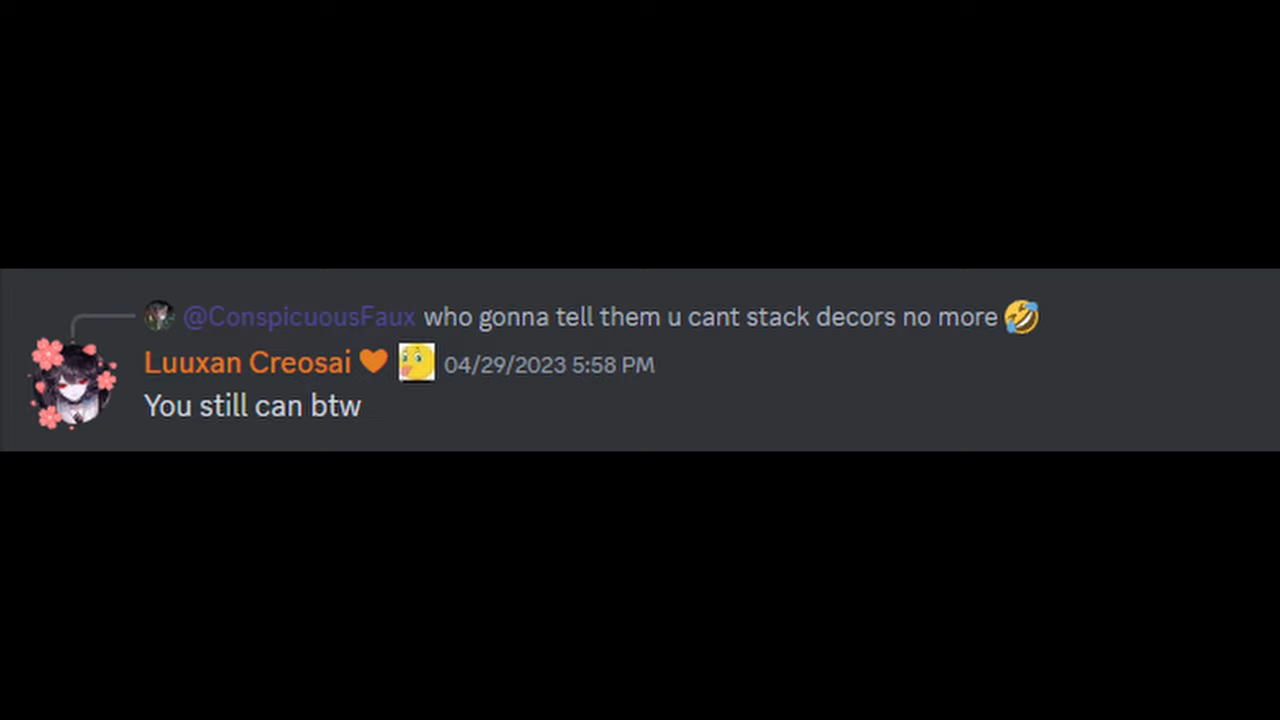 @ConspicuousFaux who gonna tell them u cant stack decors no more 🤣
Luuxan Creosai 🧡 04/29/2023 5:58 PM
You still can btw